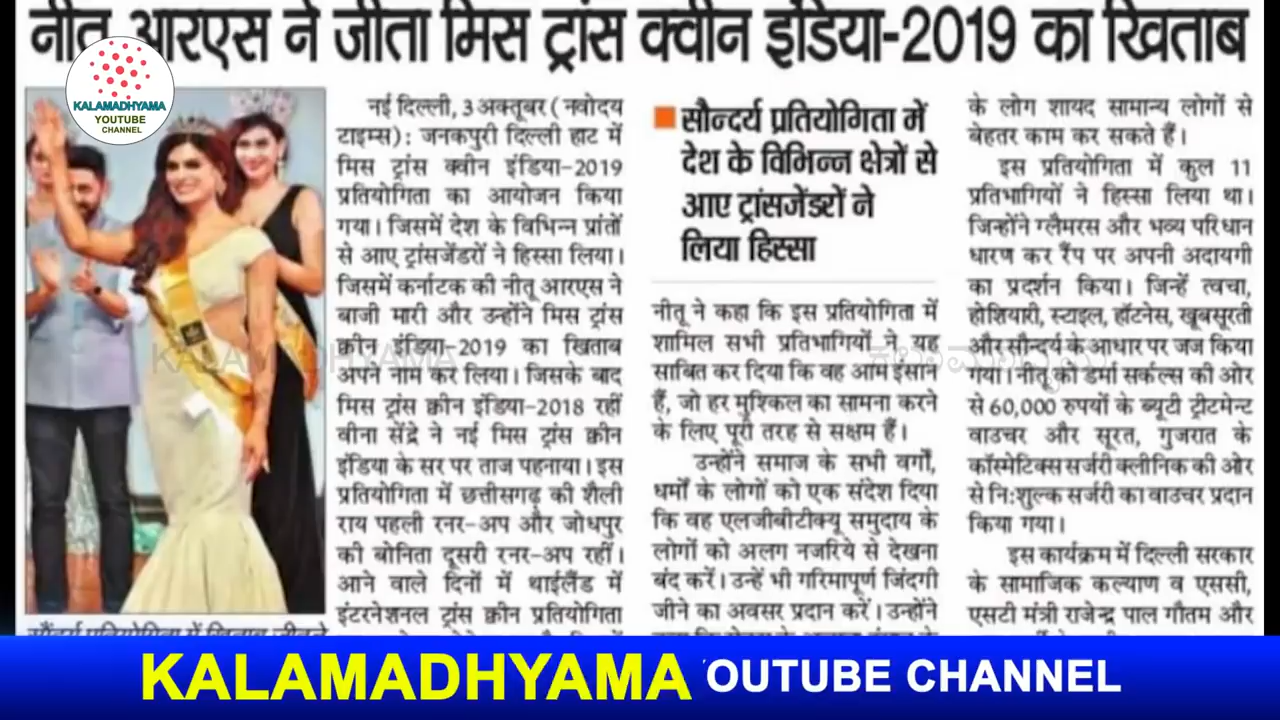 नीतू आरएस ने जीता मिस ट्रांस क्वीन इंडिया-2019 का खिताब
KALAMADHYAMA
YOUTUBE
CHANNEL
नई दिल्ली, 3 अक्तूबर (नवोदय
टाइम्स): जनकपुरी दिल्ली हाट में
मिस ट्रांस क्वीन इंडिया-2019
प्रतियोगिता का आयोजन किया
गया। जिसमें देश के विभिन्न प्रांतों
से आए ट्रांसजेंडरों ने हिस्सा लिया।
जिसमें कर्नाटक की नीतू आरएस ने
बाजी मारी और उन्होंने मिस ट्रांस
क्वीन इंडिया-2019 का खिताब
अपने नाम कर लिया। जिसके बाद
मिस ट्रांस क्वीन इंडिया-2018 रहीं
वीना सेंद्रे ने नई मिस ट्रांस क्वीन
इंडिया के सर पर ताज पहनाया। इस
प्रतियोगिता में छत्तीसगढ़ की शैली
राय पहली रनर-अप और जोधपुर
की बोनिता दूसरी रनर-अप रहीं।
आने वाले दिनों में थाईलैंड में
इंटरनेशनल ट्रांस क्वीन प्रतियोगिता
सौन्दर्य प्रतियोगिता में
देश के विभिन्न क्षेत्रों से
आए ट्रांसजेंडरों ने
लिया हिस्सा
नीतू ने कहा कि इस प्रतियोगिता में
शामिल सभी प्रतिभागियों ने यह
साबित कर दिया कि वह आम इंसान
हैं, जो हर मुश्किल का सामना करने
के लिए पूरी तरह से सक्षम हैं।
उन्होंने समाज के सभी वर्गों,
धर्मों के लोगों को एक संदेश दिया
कि वह एलजीबीटीक्यू समुदाय के
लोगों को अलग नजरिये से देखना
बंद करें। उन्हें भी गरिमापूर्ण जिंदगी
जीने का अवसर प्रदान करें। उन्होंने
के लोग शायद सामान्य लोगों से
बेहतर काम कर सकते हैं।
इस प्रतियोगिता में कुल 11
प्रतिभागियों ने हिस्सा लिया था।
जिन्होंने ग्लैमरस और भव्य परिधान
धारण कर रैंप पर अपनी अदायगी
का प्रदर्शन किया। जिन्हें त्वचा,
होशियारी, स्टाइल, हॉटनेस, खूबसूरती
और सौन्दर्य के आधार पर जज किया
गया। नीतू को डर्मा सर्कल्स की ओर
से 60,000 रुपयों के ब्यूटी ट्रीटमेन्ट
वाउचर और सूरत, गुजरात के
कॉस्मेटिक्स सर्जरी क्लीनिक की ओर
से नि:शुल्क सर्जरी का वाउचर प्रदान
किया गया।
इस कार्यक्रम में दिल्ली सरकार
के सामाजिक कल्याण व एससी,
एसटी मंत्री राजेन्द्र पाल गौतम और
KALAMADHYAMA
ಕಲಾಮಾಧ್ಯಮ
KALAMADHYAMA YOUTUBE CHANNEL